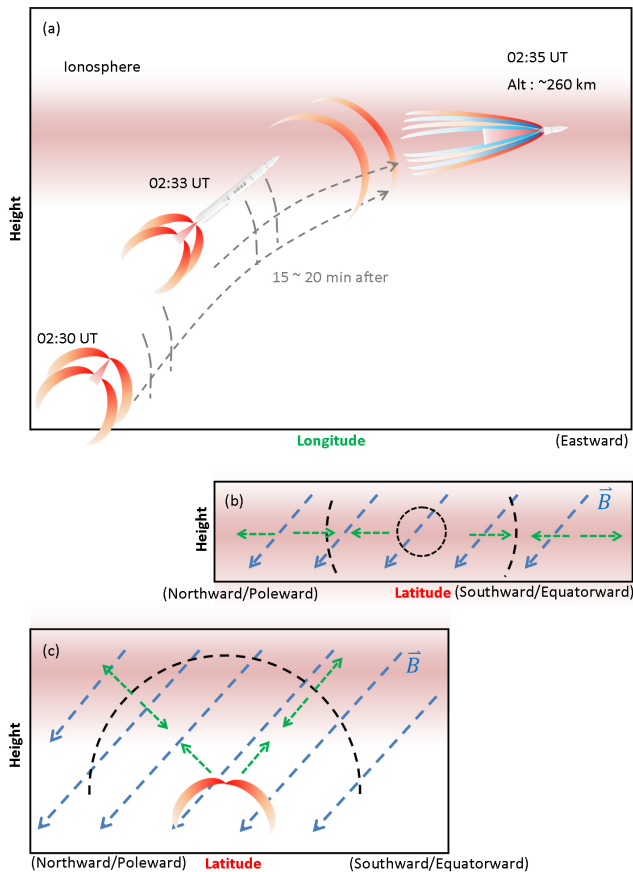 (a)
Ionosphere
02:35 UT
Alt : ~260 km
02:33 UT
15 ~ 20 min after
02:30 UT
Height
Longitude
(Eastward)
(b)
B
Height
(Northward/Poleward)
Latitude
(Southward/Equatorward)
(c)
B
Height
(Northward/Poleward)
Latitude
(Southward/Equatorward)